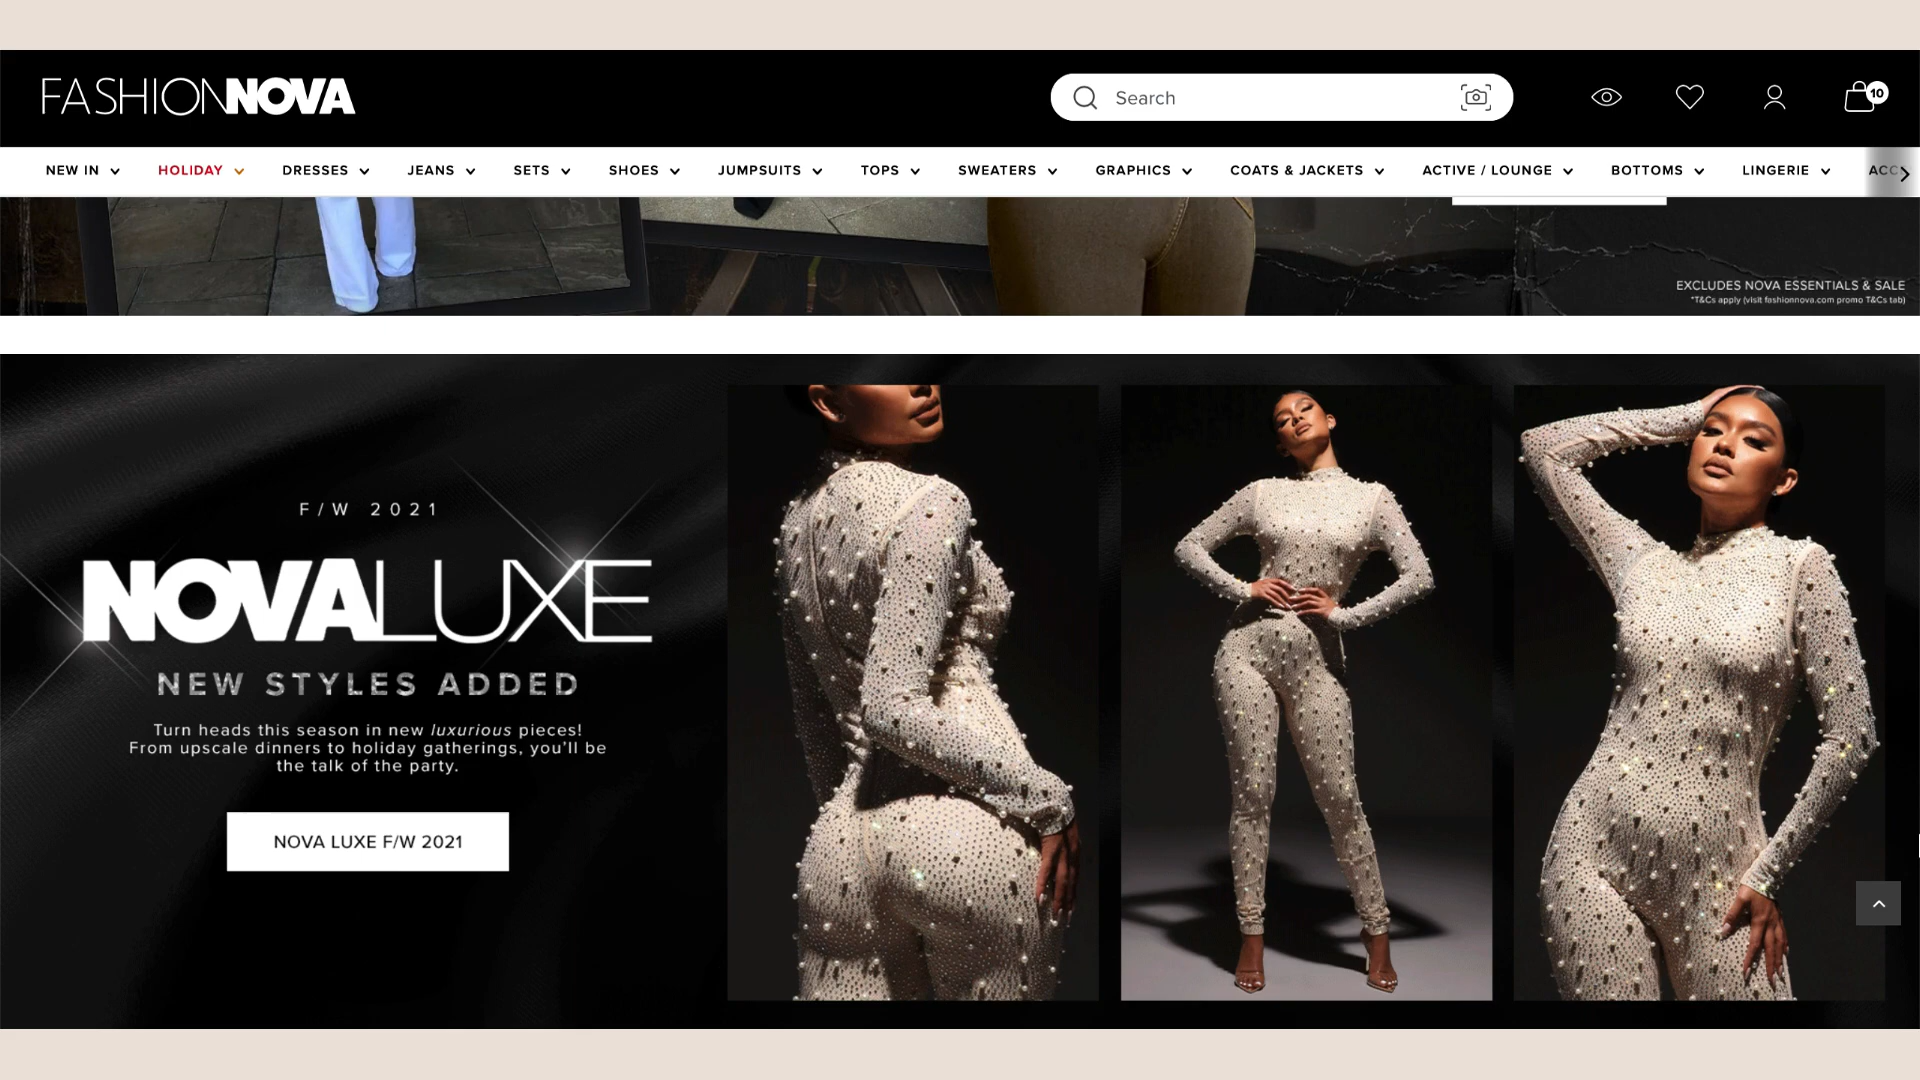 FASHIONNOVA
Search
10
NEW IN
HOLIDAY
DRESSES
JEANS
SETS
SHOES
JUMPSUITS
TOPS
SWEATERS
GRAPHICS
COATS & JACKETS
ACTIVE / LOUNGE
BOTTOMS
LINGERIE
ACC
EXCLUDES NOVA ESSENTIALS & SALE
*T&Cs apply (visit fashionnova.com promo T&Cs tab)
F/W 2021
NOVALUXE
NEW STYLES ADDED
Turn heads this season in new luxurious pieces!
From upscale dinners to holiday gatherings, you'll be
the talk of the party.
NOVA LUXE F/W 2021